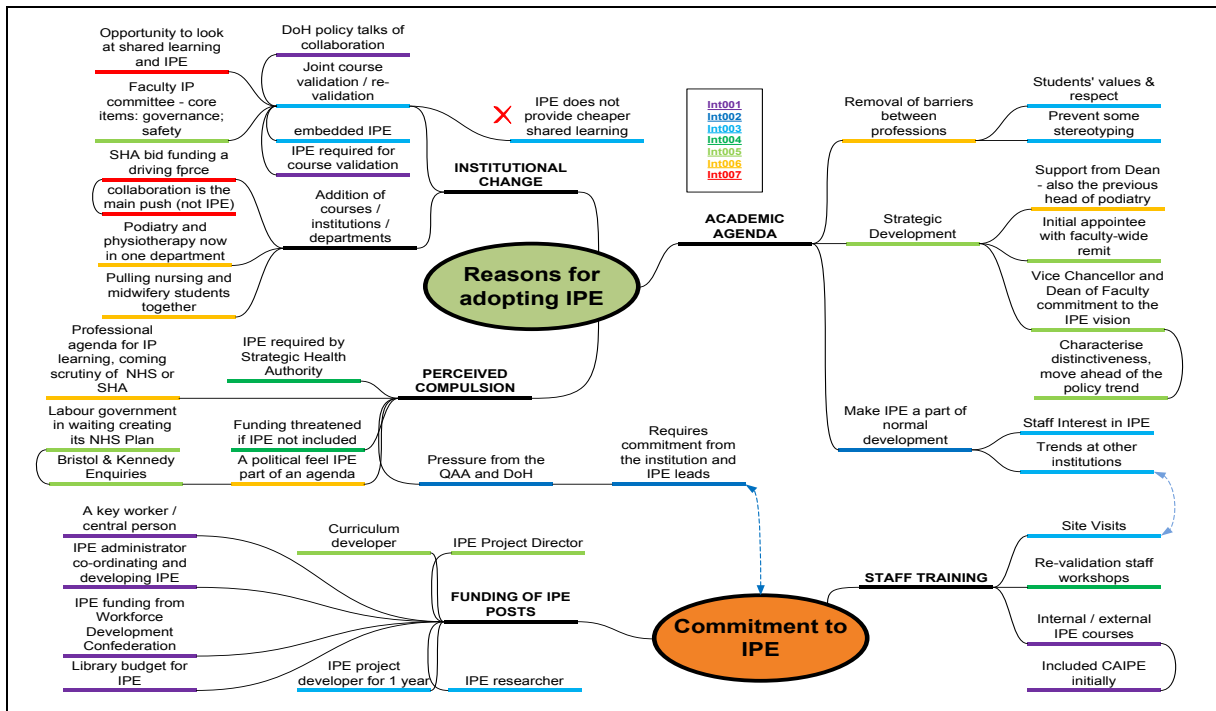 Opportunity to look
at shared learning
and IPE
Faculty IP
committee - core
items: governance;
safety
SHA bid funding a
driving fprce
collaboration is the
main push (not IPE)
Podiatry and
physiotherapy now
in one department
Pulling nursing and
midwifery students
together
DoH policy talks of
collaboration
Joint course
validation / re-
validation
embedded IPE
IPE required for
course validation
Addition of
courses /
institutions /
departments
IPE does not
provide cheaper
shared learning
INSTITUTIONAL
CHANGE
Int001
Int002
Int003
Int004
Int005
Int006
Int007
Reasons for
adopting IPE
ACADEMIC
AGENDA
Removal of barriers
between
professions
Students' values &
respect
Prevent some
stereotyping
Strategic
Development
Support from Dean
- also the previous
head of podiatry
Initial appointee
with faculty-wide
remit
Vice Chancellor and
Dean of Faculty
commitment to the
IPE vision
Characterise
distinctiveness,
move ahead of the
policy trend
Make IPE a part of
normal
development
Staff Interest in IPE
Trends at other
institutions
Professional
agenda for IP
learning, coming
scrutiny of NHS or
SHA
IPE required by
Strategic Health
Authority
PERCEIVED
COMPULSION
Labour government
in waiting creating
its NHS Plan
Bristol & Kennedy
Enquiries
Funding threatened
if IPE not included
A political feel IPE
part of an agenda
Pressure from the
QAA and DoH
Requires
commitment from
the institution and
IPE leads
A key worker /
central person
IPE administrator
co-ordinating and
developing IPE
IPE funding from
Workforce
Development
Confederation
Library budget for
IPE
Curriculum
developer
IPE Project Director
FUNDING OF IPE
POSTS
IPE project
developer for 1 year
IPE researcher
Commitment to
IPE
STAFF TRAINING
Site Visits
Re-validation staff
workshops
Internal / external
IPE courses
Included CAIPE
initially